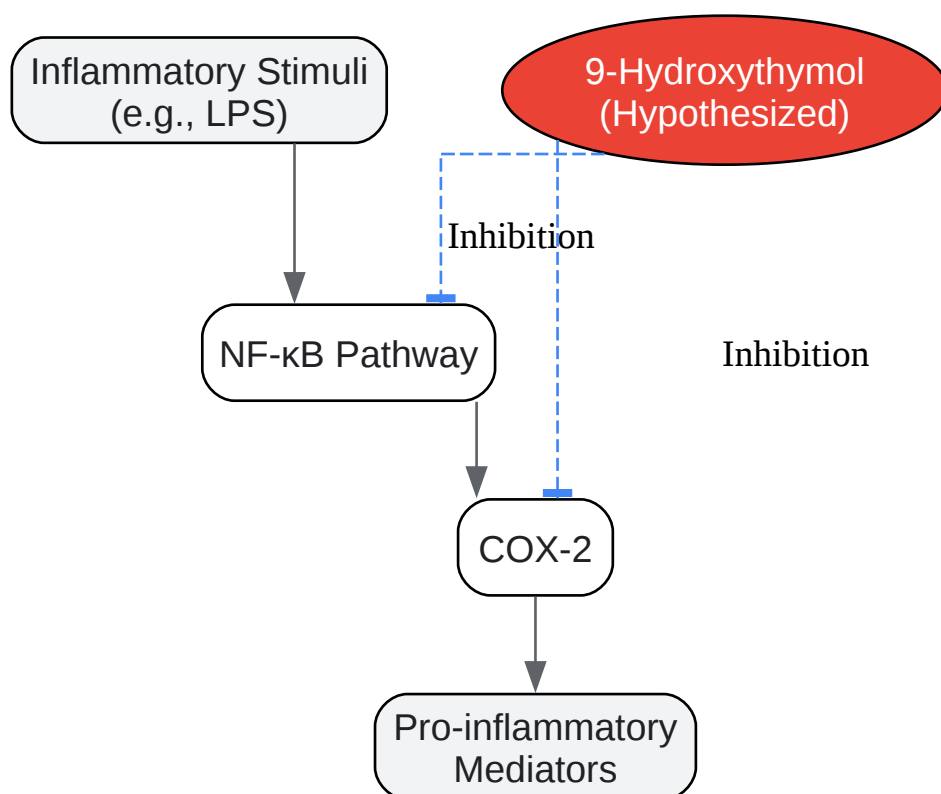 Inflammatory Stimuli
(e.g., LPS)
9-Hydroxythymol
(Hypothesized)
Inhibition
NF-κB Pathway
Inhibition
COX-2
Pro-inflammatory
Mediators